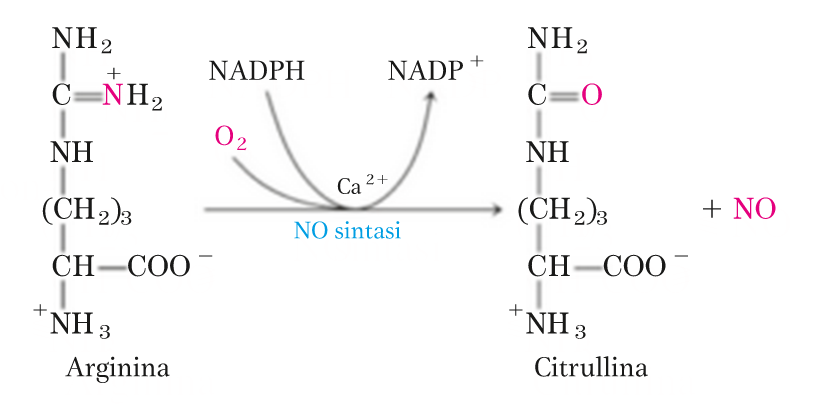 NH₂
C=N⁺H₂
NH
(CH₂)₃
CH—COO⁻
⁺NH₃
Arginina
NADPH
NADP⁺
O₂
Ca²⁺
NO sintasi
NH₂
C=O
NH
(CH₂)₃
CH—COO⁻
⁺NH₃
Citrullina
+ NO